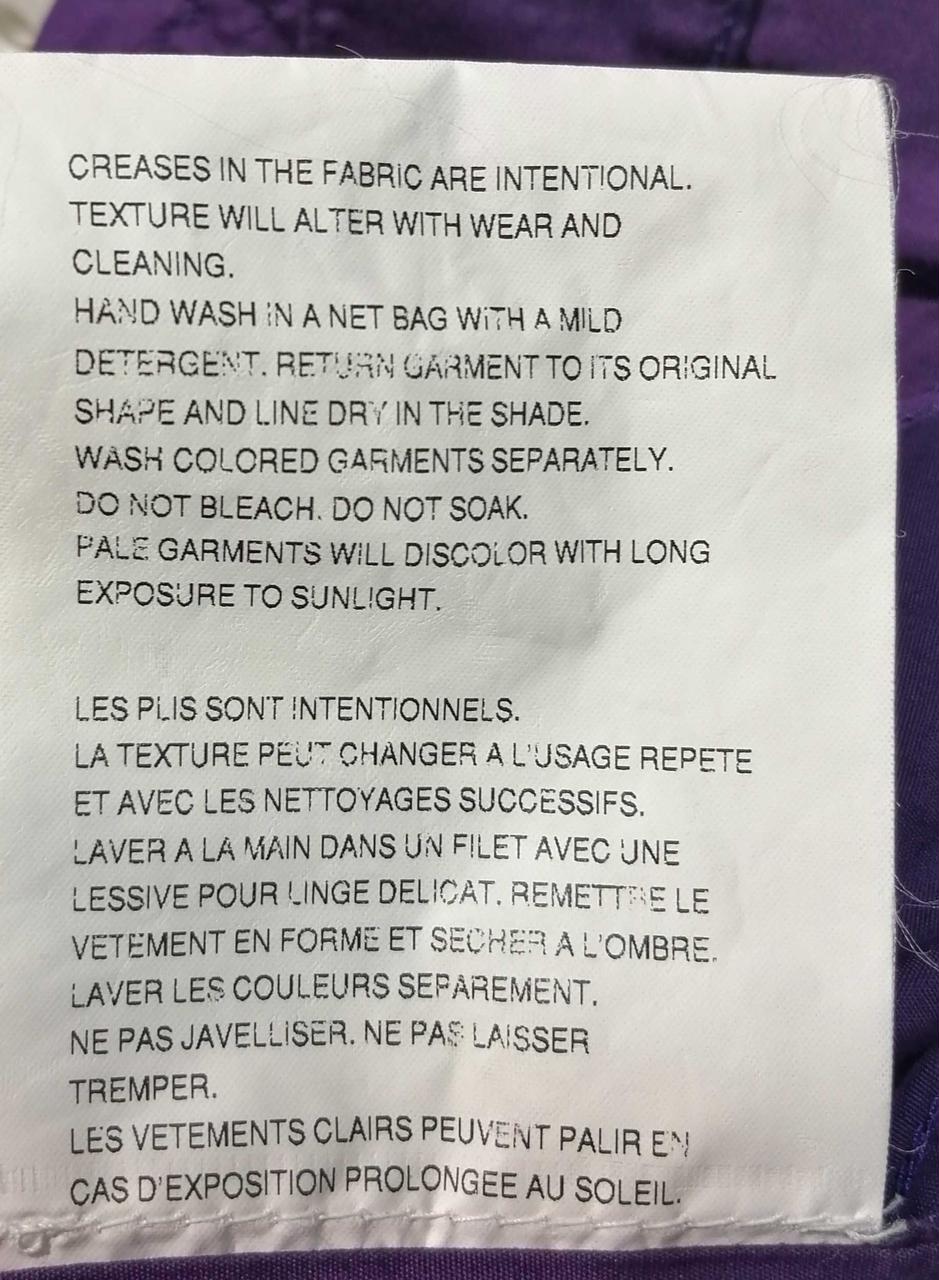 CREASES IN THE FABRIC ARE INTENTIONAL.
TEXTURE WILL ALTER WITH WEAR AND
CLEANING.
HAND WASH IN A NET BAG WITH A MILD
DETERGENT. RETURN GARMENT TO ITS ORIGINAL
SHAPE AND LINE DRY IN THE SHADE.
WASH COLORED GARMENTS SEPARATELY.
DO NOT BLEACH. DO NOT SOAK.
PALE GARMENTS WILL DISCOLOR WITH LONG
EXPOSURE TO SUNLIGHT.
LES PLIS SONT INTENTIONNELS.
LA TEXTURE PEUT CHANGER A L'USAGE REPETE
ET AVEC LES NETTOYAGES SUCCESSIFS.
LAVER A LA MAIN DANS UN FILET AVEC UNE
LESSIVE POUR LINGE DELICAT. REMETTRE LE
VETEMENT EN FORME ET SECHER A L'OMBRE.
LAVER LES COULEURS SEPAREMENT.
NE PAS JAVELLISER. NE PAS LAISSER
TREMPER.
LES VETEMENTS CLAIRS PEUVENT PALIR EN
CAS D'EXPOSITION PROLONGEE AU SOLEIL.